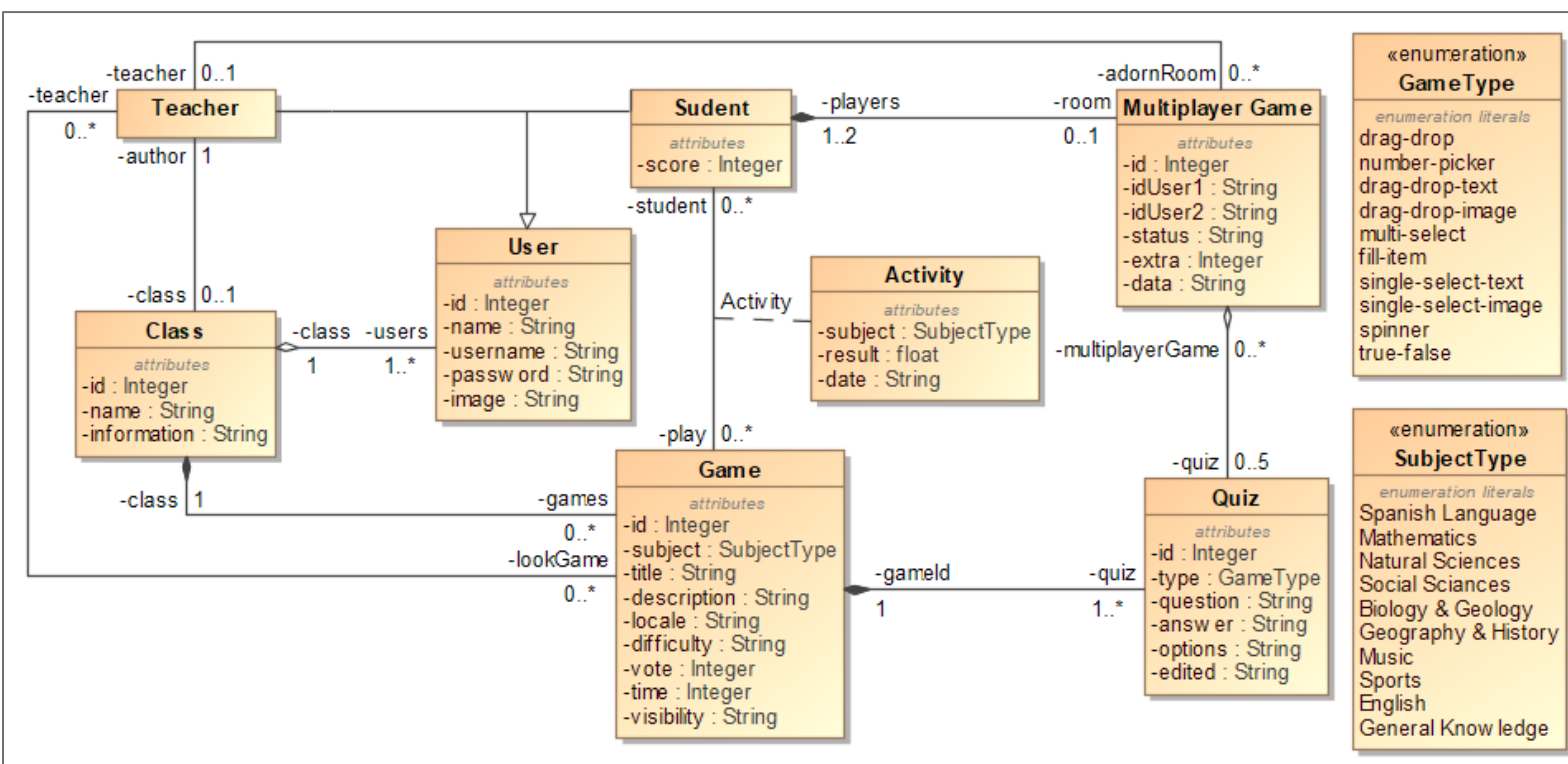 -teacher 0..1
-teacher
0..*
Teacher
-author 1
-adornRoom 0..*
Sudent
attributes
-score : Integer
-players
1..2
-room
0..1
Multiplayer Game
attributes
-id : Integer
-idUser1 : String
-idUser2 : String
-status : String
-extra : Integer
-data : String
«enumeration»
GameType
enumeration literals
drag-drop
number-picker
drag-drop-text
drag-drop-image
multi-select
fill-item
single-select-text
single-select-image
spinner
true-false
-student 0..*
User
attributes
-id : Integer
-name : String
-username : String
-password : String
-image : String
Activity
Activity
attributes
-subject : SubjectType
-result : float
-date : String
-class 0..1
Class
attributes
-id : Integer
-name : String
-information : String
-class
1
-users
1..*
-multiplayerGame 0..*
-play 0..*
-class 1
-games
0..*
-lookGame
0..*
Game
attributes
-id : Integer
-subject : SubjectType
-title : String
-description : String
-locale : String
-difficulty : String
-vote : Integer
-time : Integer
-visibility : String
-gameId
1
-quiz
1..*
-quiz 0..5
Quiz
attributes
-id : Integer
-type : GameType
-question : String
-answer : String
-options : String
-edited : String
«enumeration»
SubjectType
enumeration literals
Spanish Language
Mathematics
Natural Sciences
Social Sciances
Biology & Geology
Geography & History
Music
Sports
English
General Knowledge